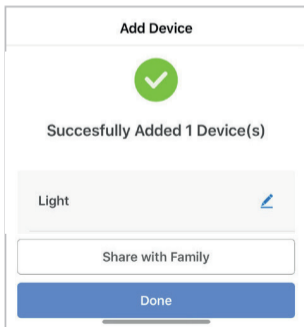 Add Device
Succesfully Added 1 Device(s)
Light
Share with Family
Done